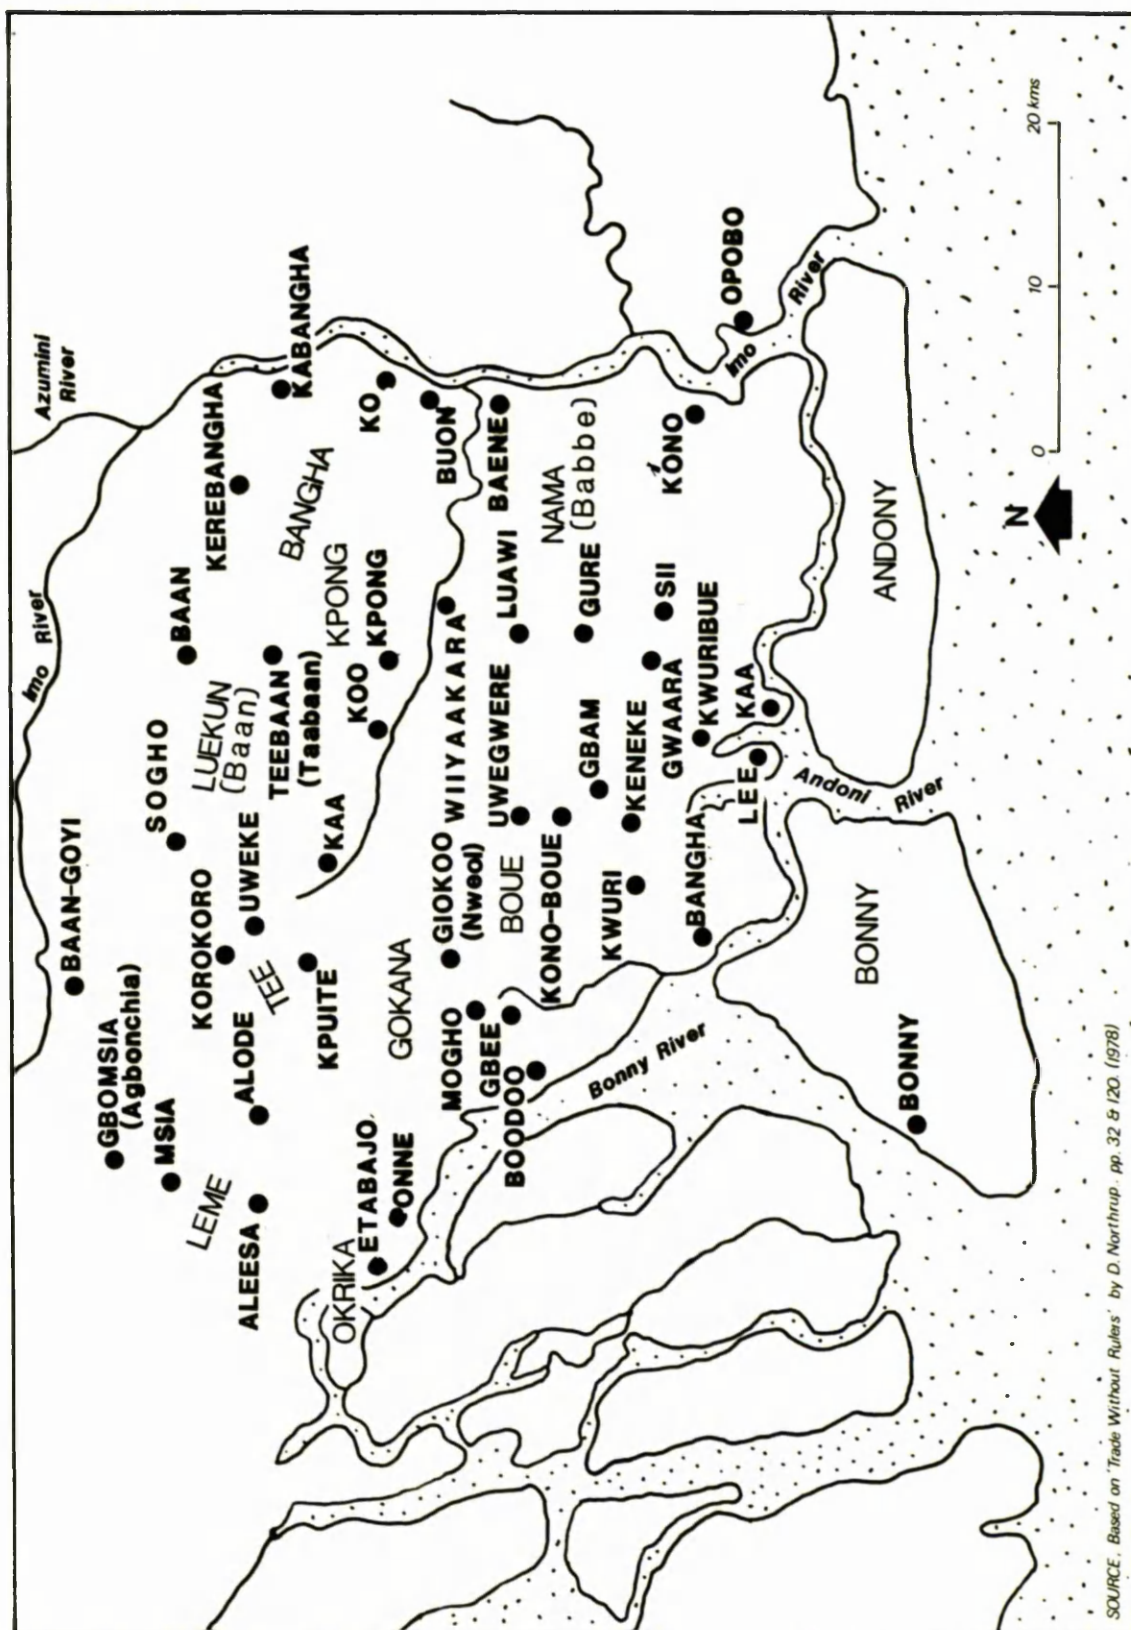 Azumini
River
Imo River
BAAN-GOYI
GBOMSIA
(Agbonchia)
MSIA
SOGHO
BAAN
KEREBANGHA
KABANGHA
LEME
ALEESA
ALODE
KOROKORO
TEE
UWEKE
LUEKUN
(Baan)
TEEBAAN
(Taabaan)
BANGHA
KPUITE
KAA
KPONG
KPONG
KOO
KO
BUON
OKRIKA
ETABAJO
ONNE
GOKANA
GIOKOO
(Nweol)
WIIYAAKARA
MOGHO
GBEE
BOODOO
BOUE
UWEGWERE
LUAWI
BAENE
KONO-BOUE
GBAM
GURE
NAMA
(Babbe)
KWURI
KENEKE
GWAARA
SII
KONO
OPOBO
Imo
River
Bonny River
BANGHA
KWURIBUE
LEE
KAA
Andoni
River
BONNY
BONNY
ANDONY
N
0 10 20 kms
SOURCE. Based on 'Trade Without Rulers' by D. Northrup. pp. 32 & 120. (1978)